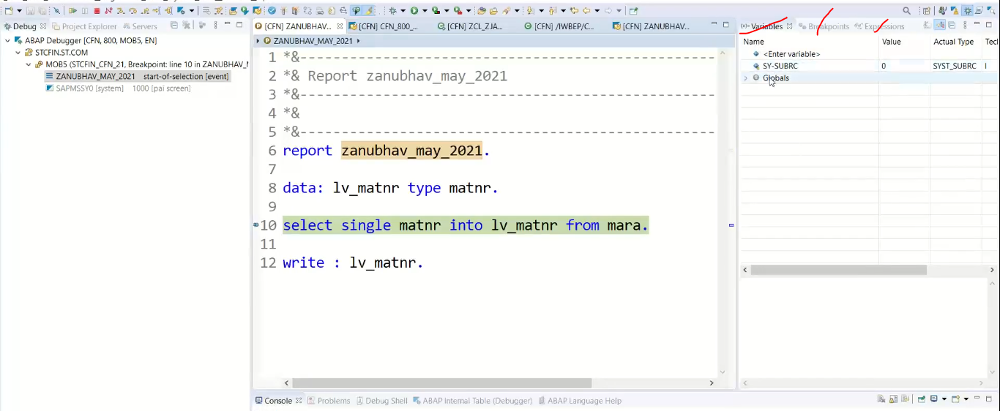 Debug Project Explorer Servers
ABAP Debugger [CFN, 800, MOB5, EN]
STCFIN.ST.COM
MOB5 (STCFIN_CFN_21, Breakpoint: line 10 in ZANUBHAV_M
ZANUBHAV_MAY_2021 start-of-selection [event]
SAPMSSY0 [system] 1000 [pai screen]
[CFN] ZANUBHAV... [CFN] CFN_800_... [CFN] ZCL_ZJA... [CFN] /IWBEP/C... [CFN] ZANUBHAV...
ZANUBHAV_MAY_2021
1 *&---------------------------------------------------------------------
2 *& Report zanubhav_may_2021
3 *&---------------------------------------------------------------------
4 *&
5 *&---------------------------------------------------------------------
6 report zanubhav_may_2021.
7
8 data: lv_matnr type matnr.
9
10 select single matnr into lv_matnr from mara.
11
12 write : lv_matnr.
(x)= Variables Breakpoints Expressions
Name Value Actual Type Tecl
<Enter variable>
SY-SUBRC 0 SYST_SUBRC I
Globals
Console Problems Debug Shell ABAP Internal Table (Debugger) ABAP Language Help